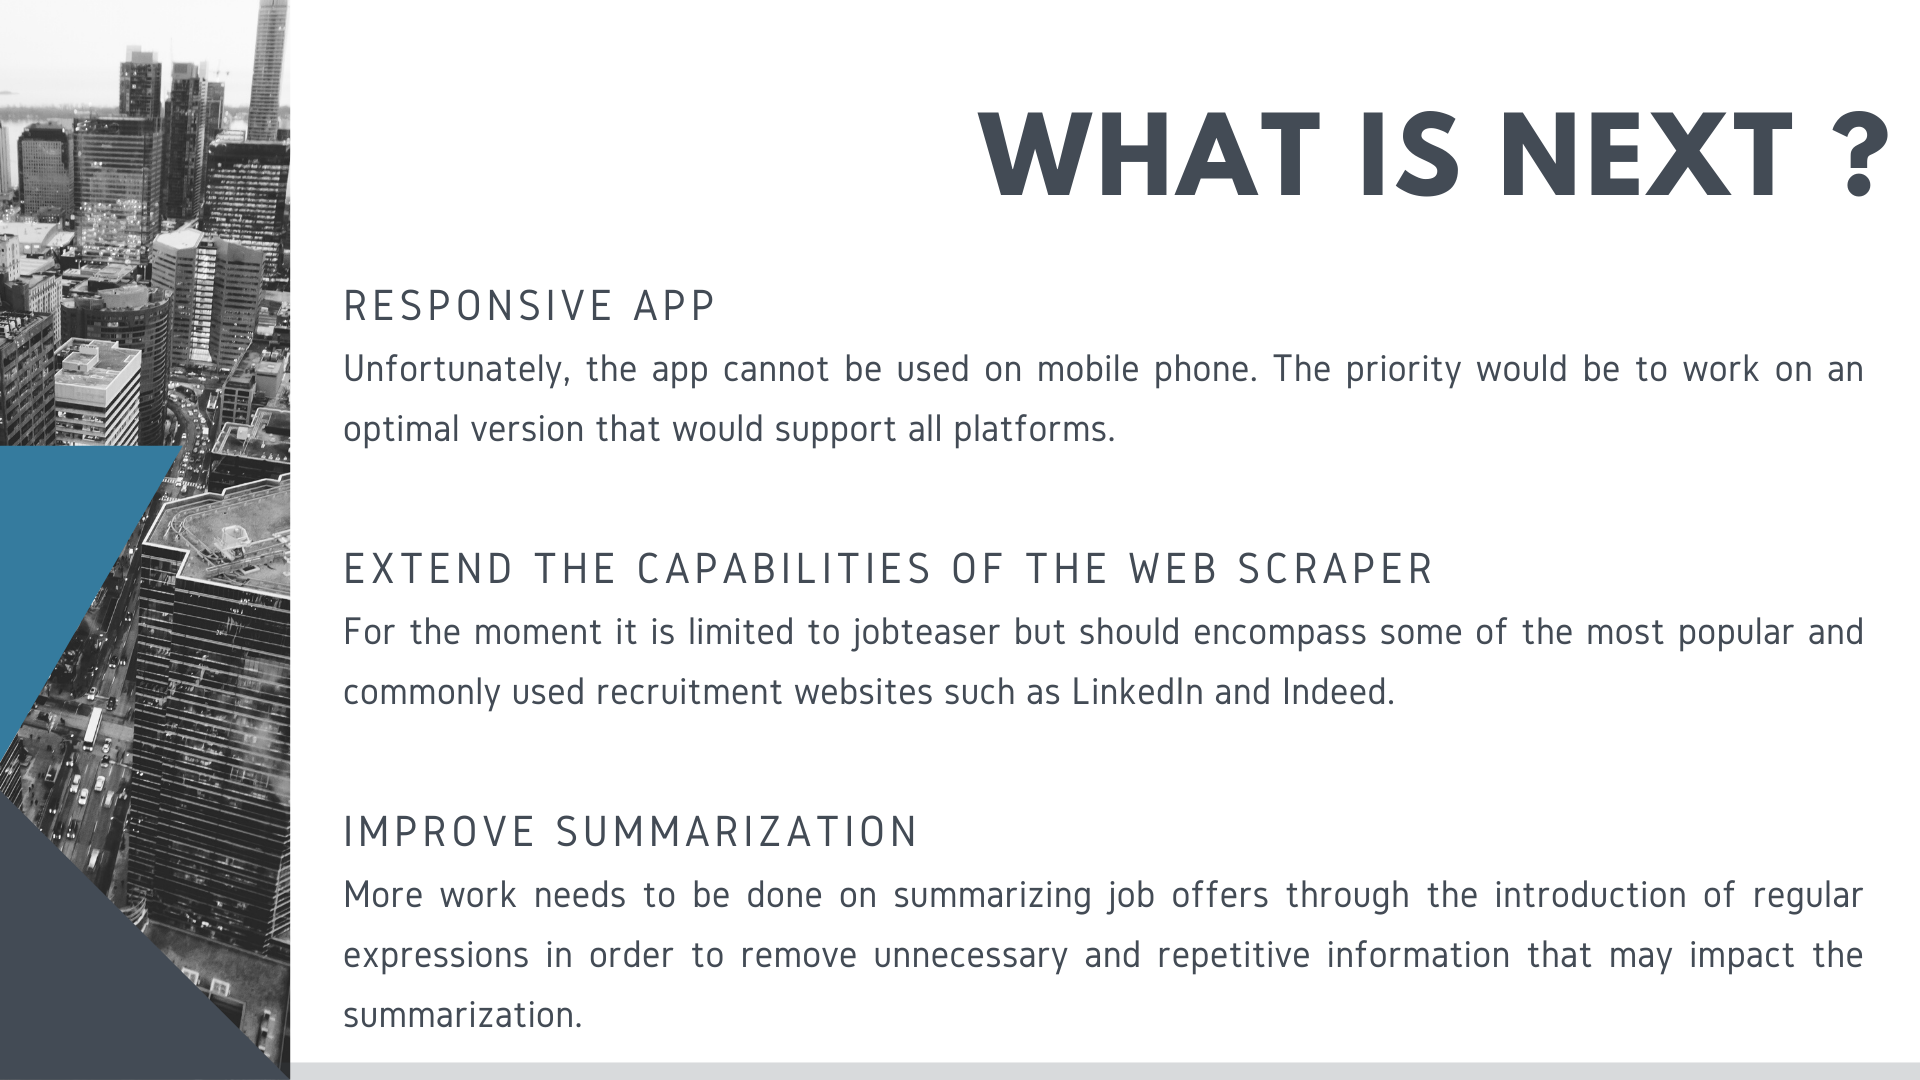 WHAT IS NEXT ?
RESPONSIVE APP
Unfortunately, the app cannot be used on mobile phone. The priority would be to work on an
optimal version that would support all platforms.
EXTEND THE CAPABILITIES OF THE WEB SCRAPER
For the moment it is limited to jobteaser but should encompass some of the most popular and
commonly used recruitment websites such as LinkedIn and Indeed.
IMPROVE SUMMARIZATION
More work needs to be done on summarizing job offers through the introduction of regular
expressions in order to remove unnecessary and repetitive information that may impact the
summarization.